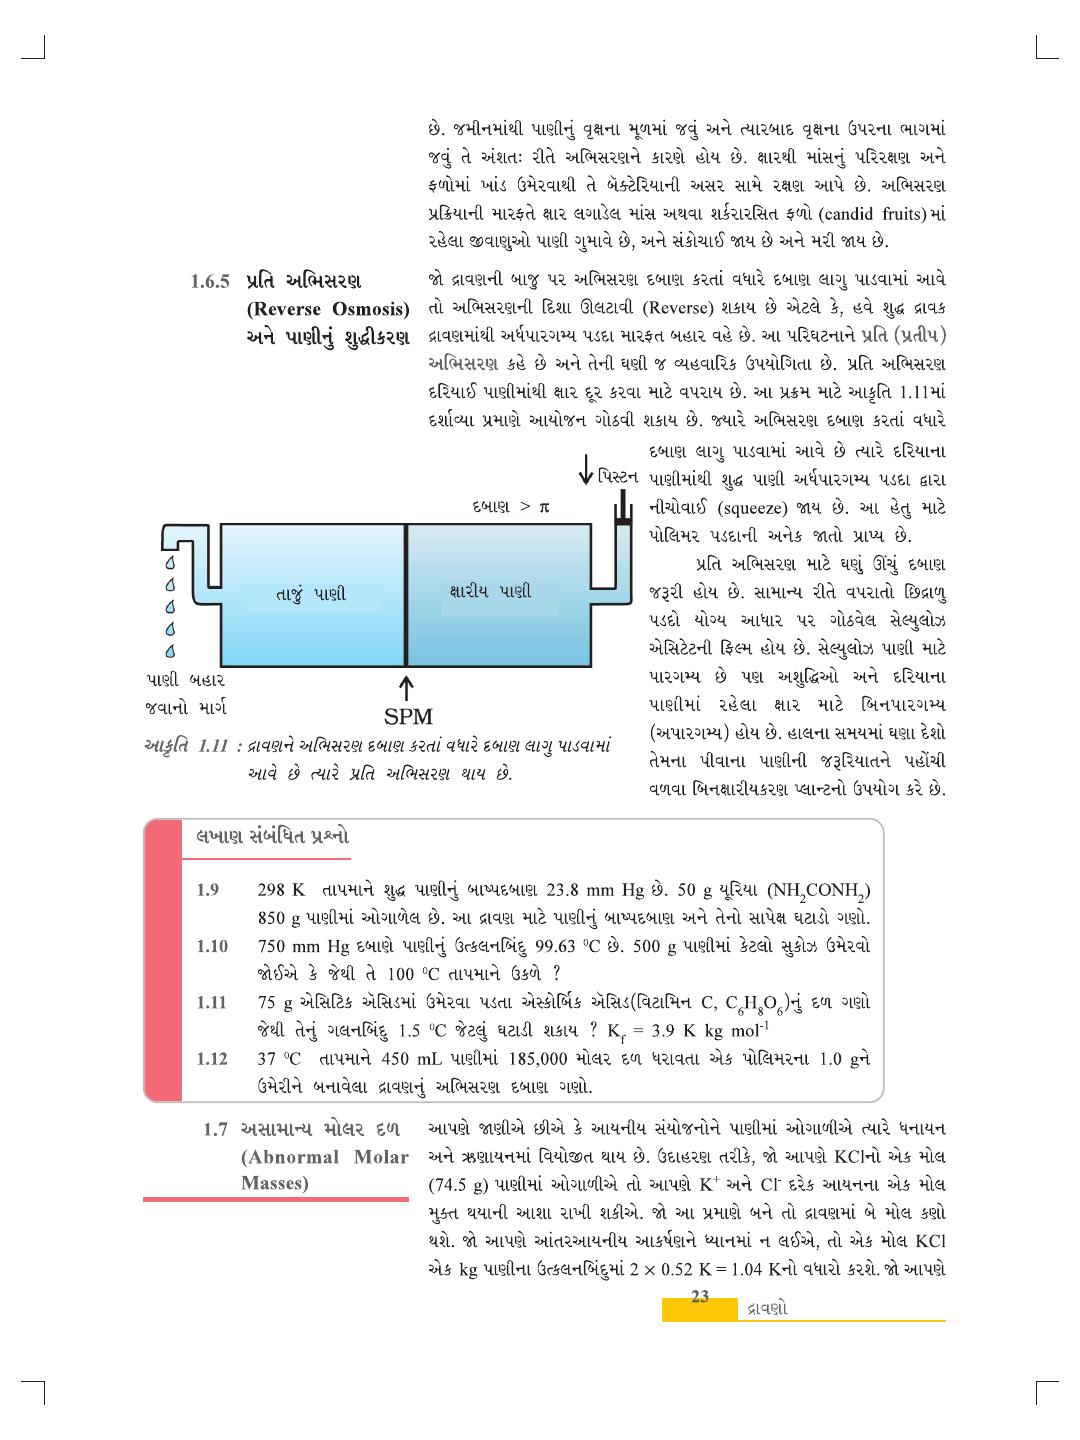 છે. જમીનમાંથી પાણીનું વૃક્ષના મૂળમાં જવું અને ત્યારબાદ વૃક્ષના ઉપરના ભાગમાં
જવું તે અંશતઃ રીતે અભિસરણને કારણે હોય છે. ક્ષારથી માંસનું પરિરક્ષણ અને
ફળોમાં ખાંડ ઉમેરવાથી તે બૅક્ટેરિયાની અસર સામે રક્ષણ આપે છે. અભિસરણ
પ્રક્રિયાની મારફતે ક્ષાર લગાડેલ માંસ અથવા શર્કરારસિત ફળો (candid fruits) માં
રહેલા જીવાણુઓ પાણી ગુમાવે છે, અને સંકોચાઈ જાય છે અને મરી જાય છે.
1.6.5 પ્રતિ અભિસરણ
(Reverse Osmosis)
અને પાણીનું શુદ્ધીકરણ
જો દ્રાવણની બાજુ પર અભિસરણ દબાણ કરતાં વધારે દબાણ લાગુ પાડવામાં આવે
તો અભિસરણની દિશા ઊલટાવી (Reverse) શકાય છે એટલે કે, હવે શુદ્ધ દ્રાવક
દ્રાવણમાંથી અર્ધપારગમ્ય પડદા મારફત બહાર વહે છે. આ પરિઘટનાને પ્રતિ (પ્રતીપ)
અભિસરણ કહે છે અને તેની ઘણી જ વ્યહવારિક ઉપયોગિતા છે. પ્રતિ અભિસરણ
દરિયાઈ પાણીમાંથી ક્ષાર દૂર કરવા માટે વપરાય છે. આ પ્રક્રમ માટે આકૃતિ 1.11માં
દર્શાવ્યા પ્રમાણે આયોજન ગોઠવી શકાય છે. જ્યારે અભિસરણ દબાણ કરતાં વધારે
દબાણ લાગુ પાડવામાં આવે છે ત્યારે દરિયાના
પાણીમાંથી શુદ્ધ પાણી અર્ધપારગમ્ય પડદા દ્વારા
નીચોવાઈ (squeeze) જાય છે. આ હેતુ માટે
પોલિમર પડદાની અનેક જાતો પ્રાપ્ય છે.
પ્રતિ અભિસરણ માટે ઘણું ઊંચું દબાણ
જરૂરી હોય છે. સામાન્ય રીતે વપરાતો છિદ્રાળુ
પડદો યોગ્ય આધાર પર ગોઠવેલ સેલ્યુલોઝ
એસિટેટની ફિલ્મ હોય છે. સેલ્યુલોઝ પાણી માટે
પારગમ્ય છે પણ અશુદ્ધિઓ અને દરિયાના
પાણીમાં રહેલા ક્ષાર માટે બિનપારગમ્ય
(અપારગમ્ય) હોય છે. હાલના સમયમાં ઘણા દેશો
તેમના પીવાના પાણીની જરૂરિયાતને પહોંચી
વળવા બિનક્ષારીયકરણ પ્લાન્ટનો ઉપયોગ કરે છે.
પિસ્ટન
દબાણ > π
તાજું પાણી
ક્ષારીય પાણી
પાણી બહાર
જવાનો માર્ગ
SPM
આકૃતિ 1.11 : દ્રાવણને અભિસરણ દબાણ કરતાં વધારે દબાણ લાગુ પાડવામાં
આવે છે ત્યારે પ્રતિ અભિસરણ થાય છે.
લખાણ સંબંધિત પ્રશ્નો
1.9 298 K તાપમાને શુદ્ધ પાણીનું બાષ્પદબાણ 23.8 mm Hg છે. 50 g યૂરિયા (NH₂CONH₂)
850 g પાણીમાં ઓગાળેલ છે. આ દ્રાવણ માટે પાણીનું બાષ્પદબાણ અને તેનો સાપેક્ષ ઘટાડો ગણો.
1.10 750 mm Hg દબાણે પાણીનું ઉત્કલનબિંદુ 99.63 ⁰C છે. 500 g પાણીમાં કેટલો સુક્રોઝ ઉમેરવો
જોઈએ કે જેથી તે 100 ⁰C તાપમાને ઉકળે ?
1.11 75 g એસિટિક ઍસિડમાં ઉમેરવા પડતા એસ્કોર્બિક ઍસિડ(વિટામિન C, C₆H₈O₆)નું દળ ગણો
જેથી તેનું ગલનબિંદુ 1.5 ⁰C જેટલું ઘટાડી શકાય ? K_f = 3.9 K kg mol⁻¹
1.12 37 ⁰C તાપમાને 450 mL પાણીમાં 185,000 મોલર દળ ધરાવતા એક પોલિમરના 1.0 gને
ઉમેરીને બનાવેલા દ્રાવણનું અભિસરણ દબાણ ગણો.
1.7 અસામાન્ય મોલર દળ
(Abnormal Molar
Masses)
આપણે જાણીએ છીએ કે આયનીય સંયોજનોને પાણીમાં ઓગાળીએ ત્યારે ધનાયન
અને ઋણાયનમાં વિયોજીત થાય છે. ઉદાહરણ તરીકે, જો આપણે KClનો એક મોલ
(74.5 g) પાણીમાં ઓગાળીએ તો આપણે K⁺ અને Cl⁻ દરેક આયનના એક મોલ
મુક્ત થયાની આશા રાખી શકીએ. જો આ પ્રમાણે બને તો દ્રાવણમાં બે મોલ કણો
થશે. જો આપણે આંતરઆયનીય આકર્ષણને ધ્યાનમાં ન લઈએ, તો એક મોલ KCl
એક kg પાણીના ઉત્કલનબિંદુમાં 2 × 0.52 K = 1.04 Kનો વધારો કરશે. જો આપણે
23 દ્રાવણો